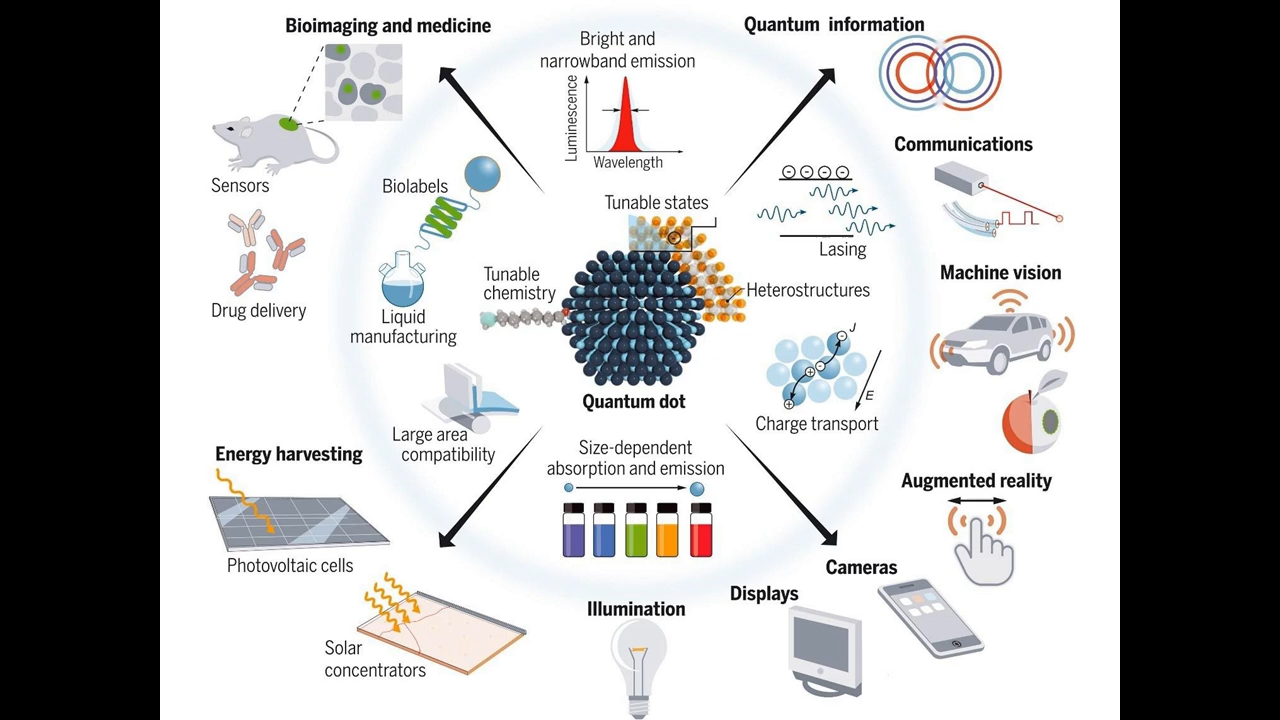 Bioimaging and medicine
Sensors
Drug delivery
Biolabels
Liquid
manufacturing
Bright and
narrowband emission
Luminescence
Wavelength
Quantum information
Communications
Lasing
Tunable states
Tunable
chemistry
Heterostructures
Quantum dot
Machine vision
J
E
Charge transport
Large area
compatibility
Size-dependent
absorption and emission
Energy harvesting
Photovoltaic cells
Solar
concentrators
Illumination
Displays
Cameras
Augmented reality